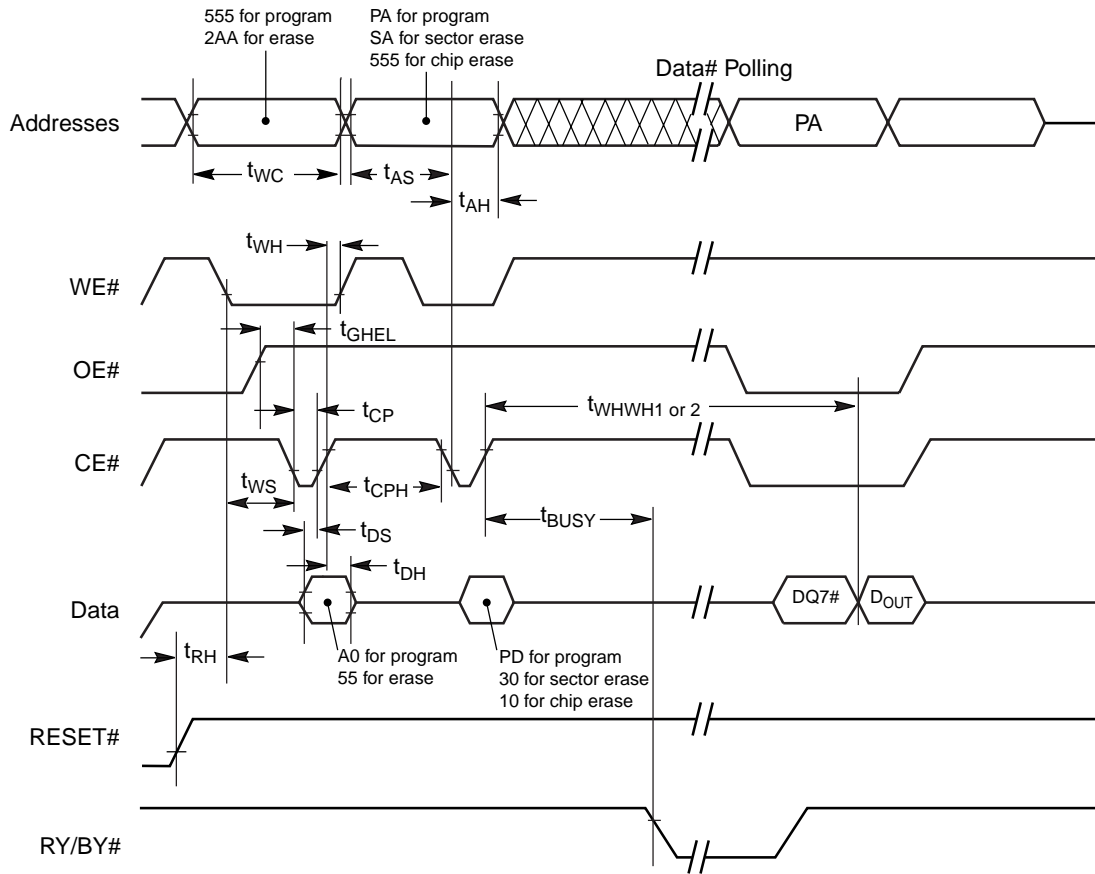 555 for program
2AA for erase
PA for program
SA for sector erase
555 for chip erase
Data# Polling
Addresses
PA
tWC
tAS
tAH
tWH
WE#
tGHEL
OE#
tWHWH1 or 2
tCP
CE#
tWS
tCPH
tBUSY
tDS
tDH
Data
DQ7#
DOUT
tRH
A0 for program
55 for erase
PD for program
30 for sector erase
10 for chip erase
RESET#
RY/BY#